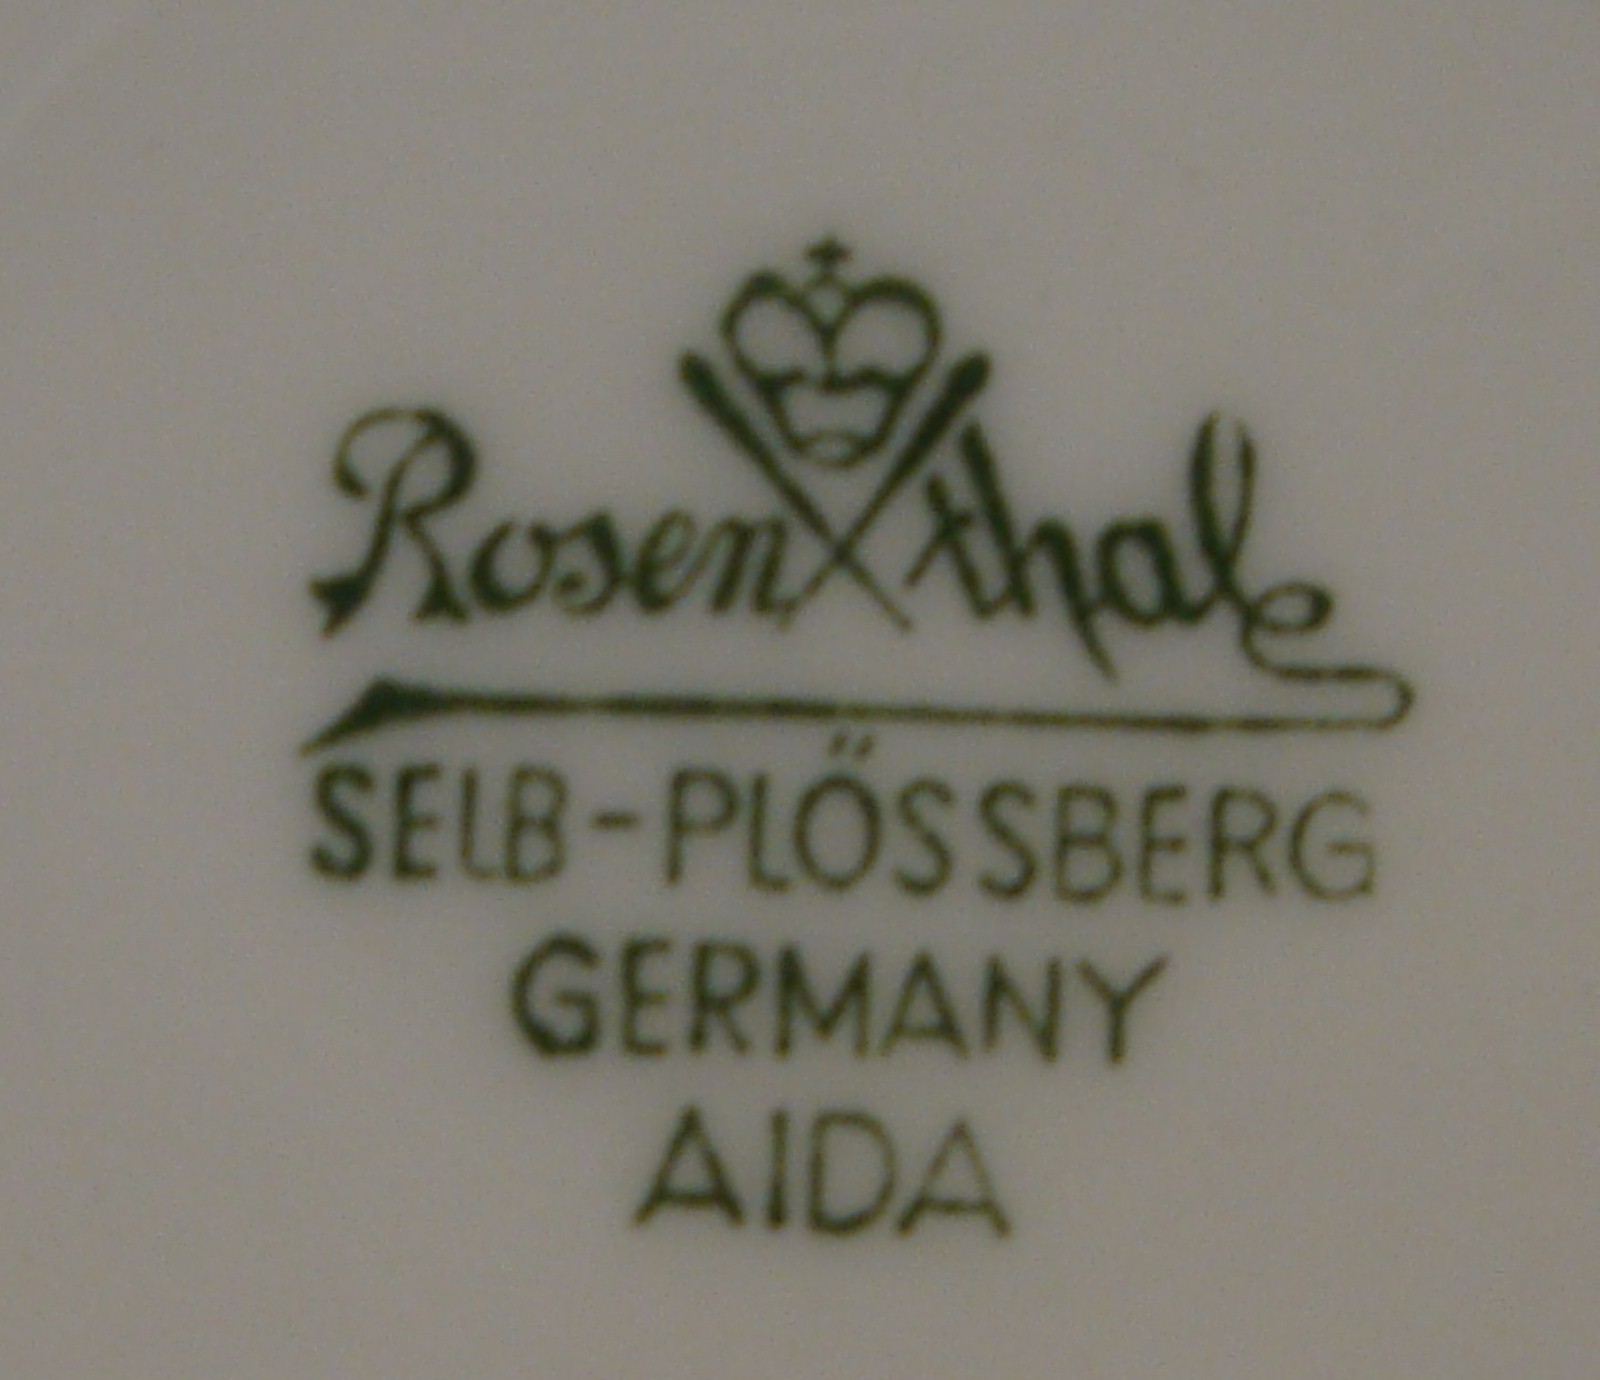 Rosenthal
SELB-PLÖSSBERG
GERMANY
AIDA